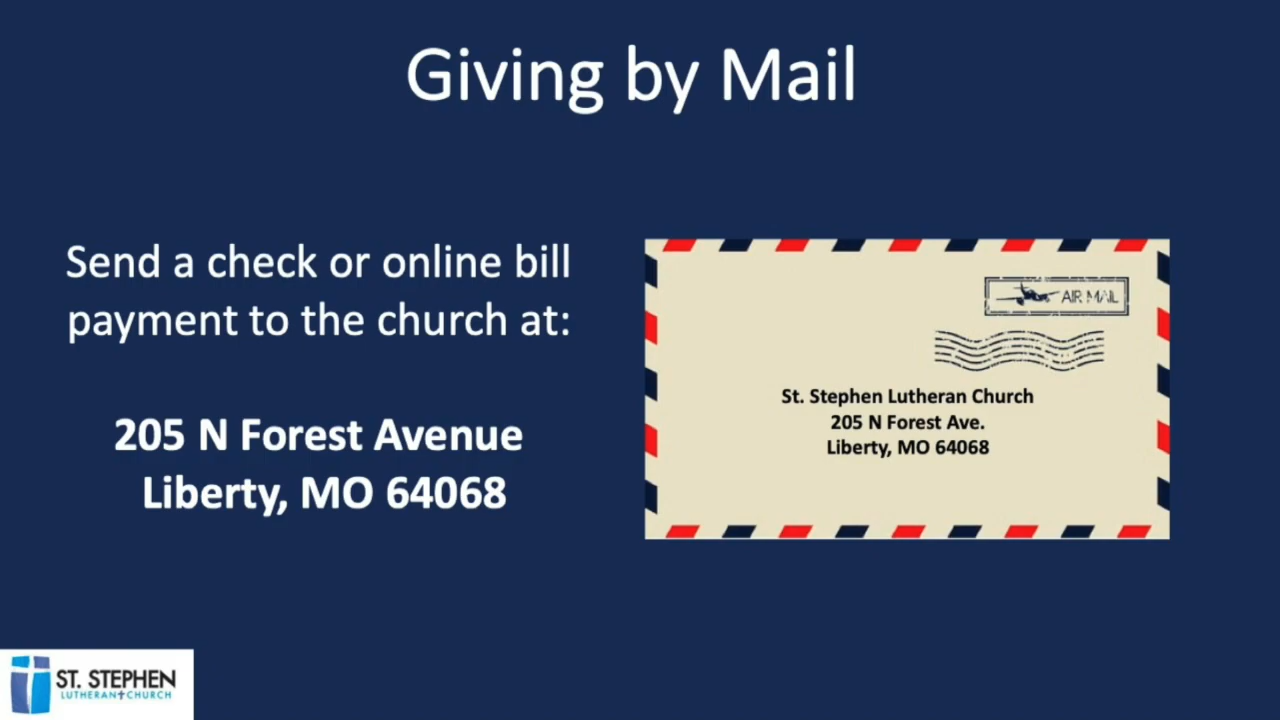 Giving by Mail
Send a check or online bill
payment to the church at:
205 N Forest Avenue
Liberty, MO 64068
AIR MAIL
St. Stephen Lutheran Church
205 N Forest Ave.
Liberty, MO 64068
ST. STEPHEN
LUTHERAN CHURCH